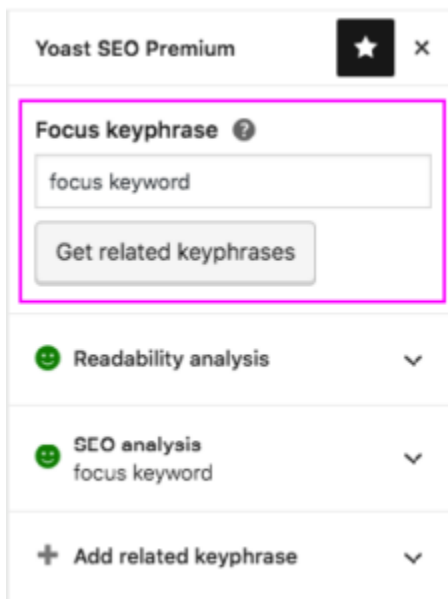 Yoast SEO Premium
Focus keyphrase
focus keyword
Get related keyphrases
Readability analysis
SEO analysis
focus keyword
Add related keyphrase